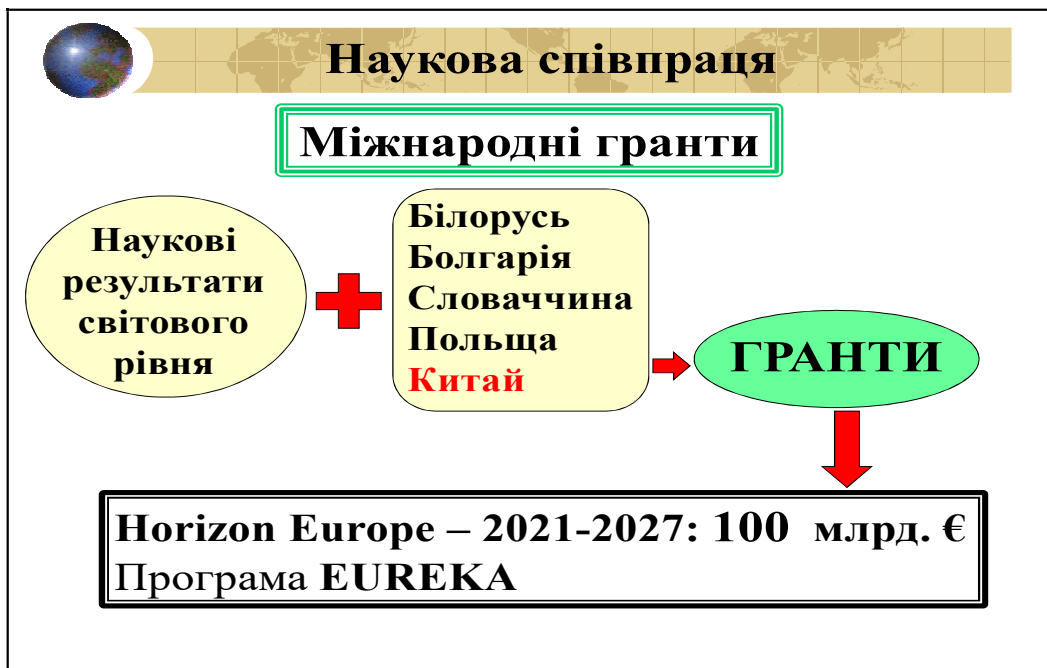 Наукова співпраця
Міжнародні гранти
Наукові
результати
світового
рівня
Білорусь
Болгарія
Словаччина
Польща
Китай
ГРАНТИ
Horizon Europe – 2021-2027: 100 млрд. €
Програма EUREKA